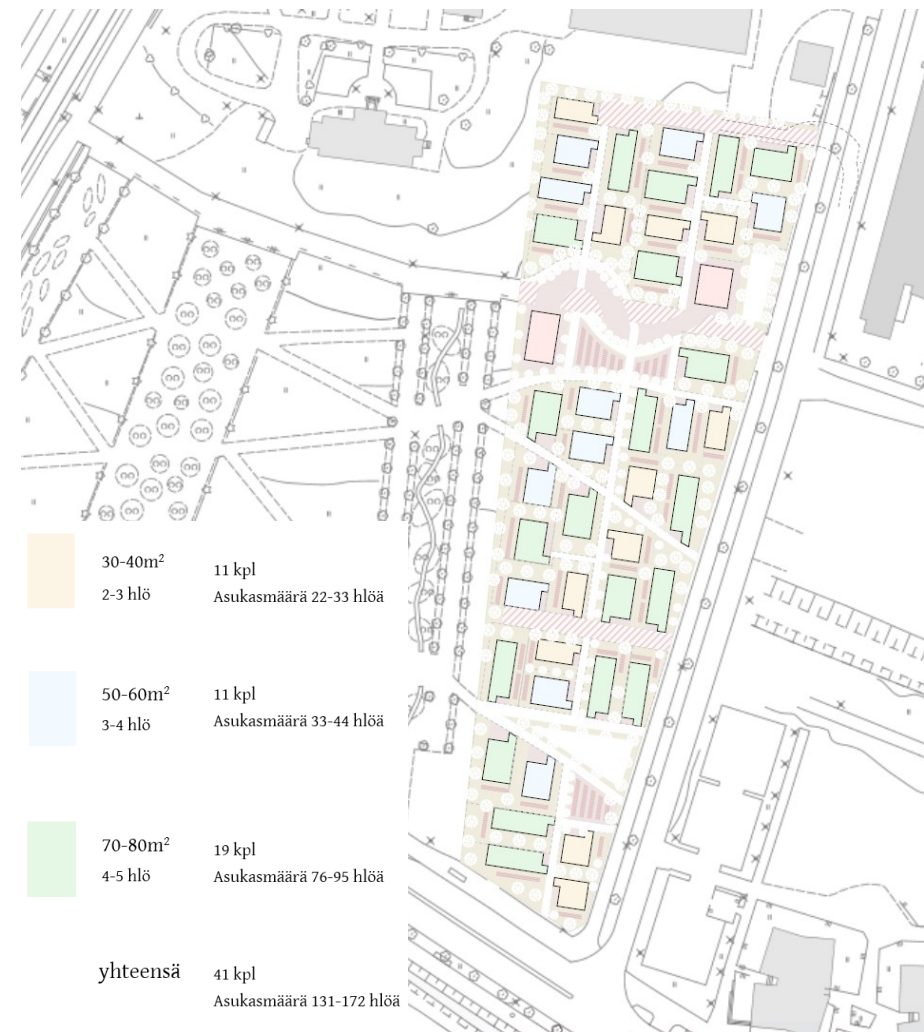 30-40m²
11 kpl
2-3 hlö
Asukasmäärä 22-33 hlöä
50-60m²
11 kpl
3-4 hlö
Asukasmäärä 33-44 hlöä
70-80m²
19 kpl
4-5 hlö
Asukasmäärä 76-95 hlöä
yhteensä
41 kpl
Asukasmäärä 131-172 hlöä